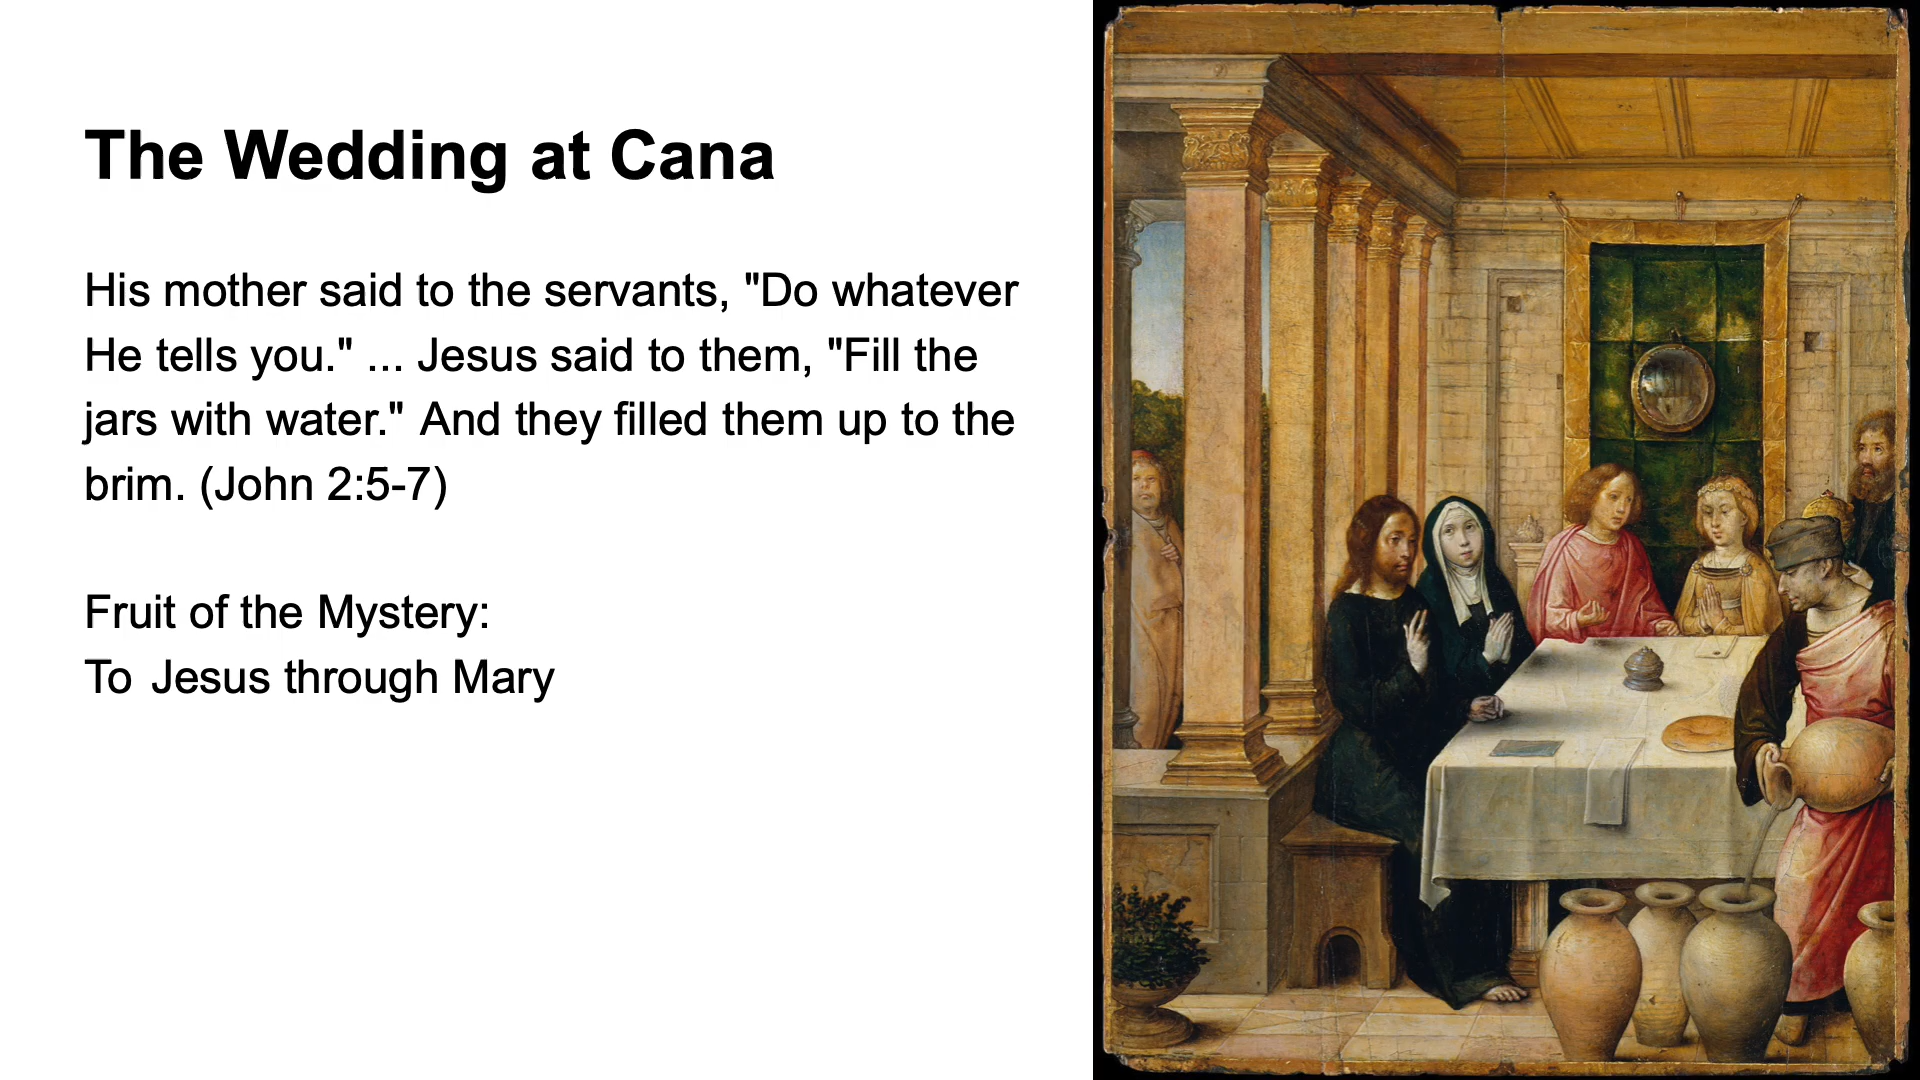 The Wedding at Cana
His mother said to the servants, "Do whatever
He tells you." ... Jesus said to them, "Fill the
jars with water." And they filled them up to the
brim. (John 2:5-7)
Fruit of the Mystery:
To Jesus through Mary